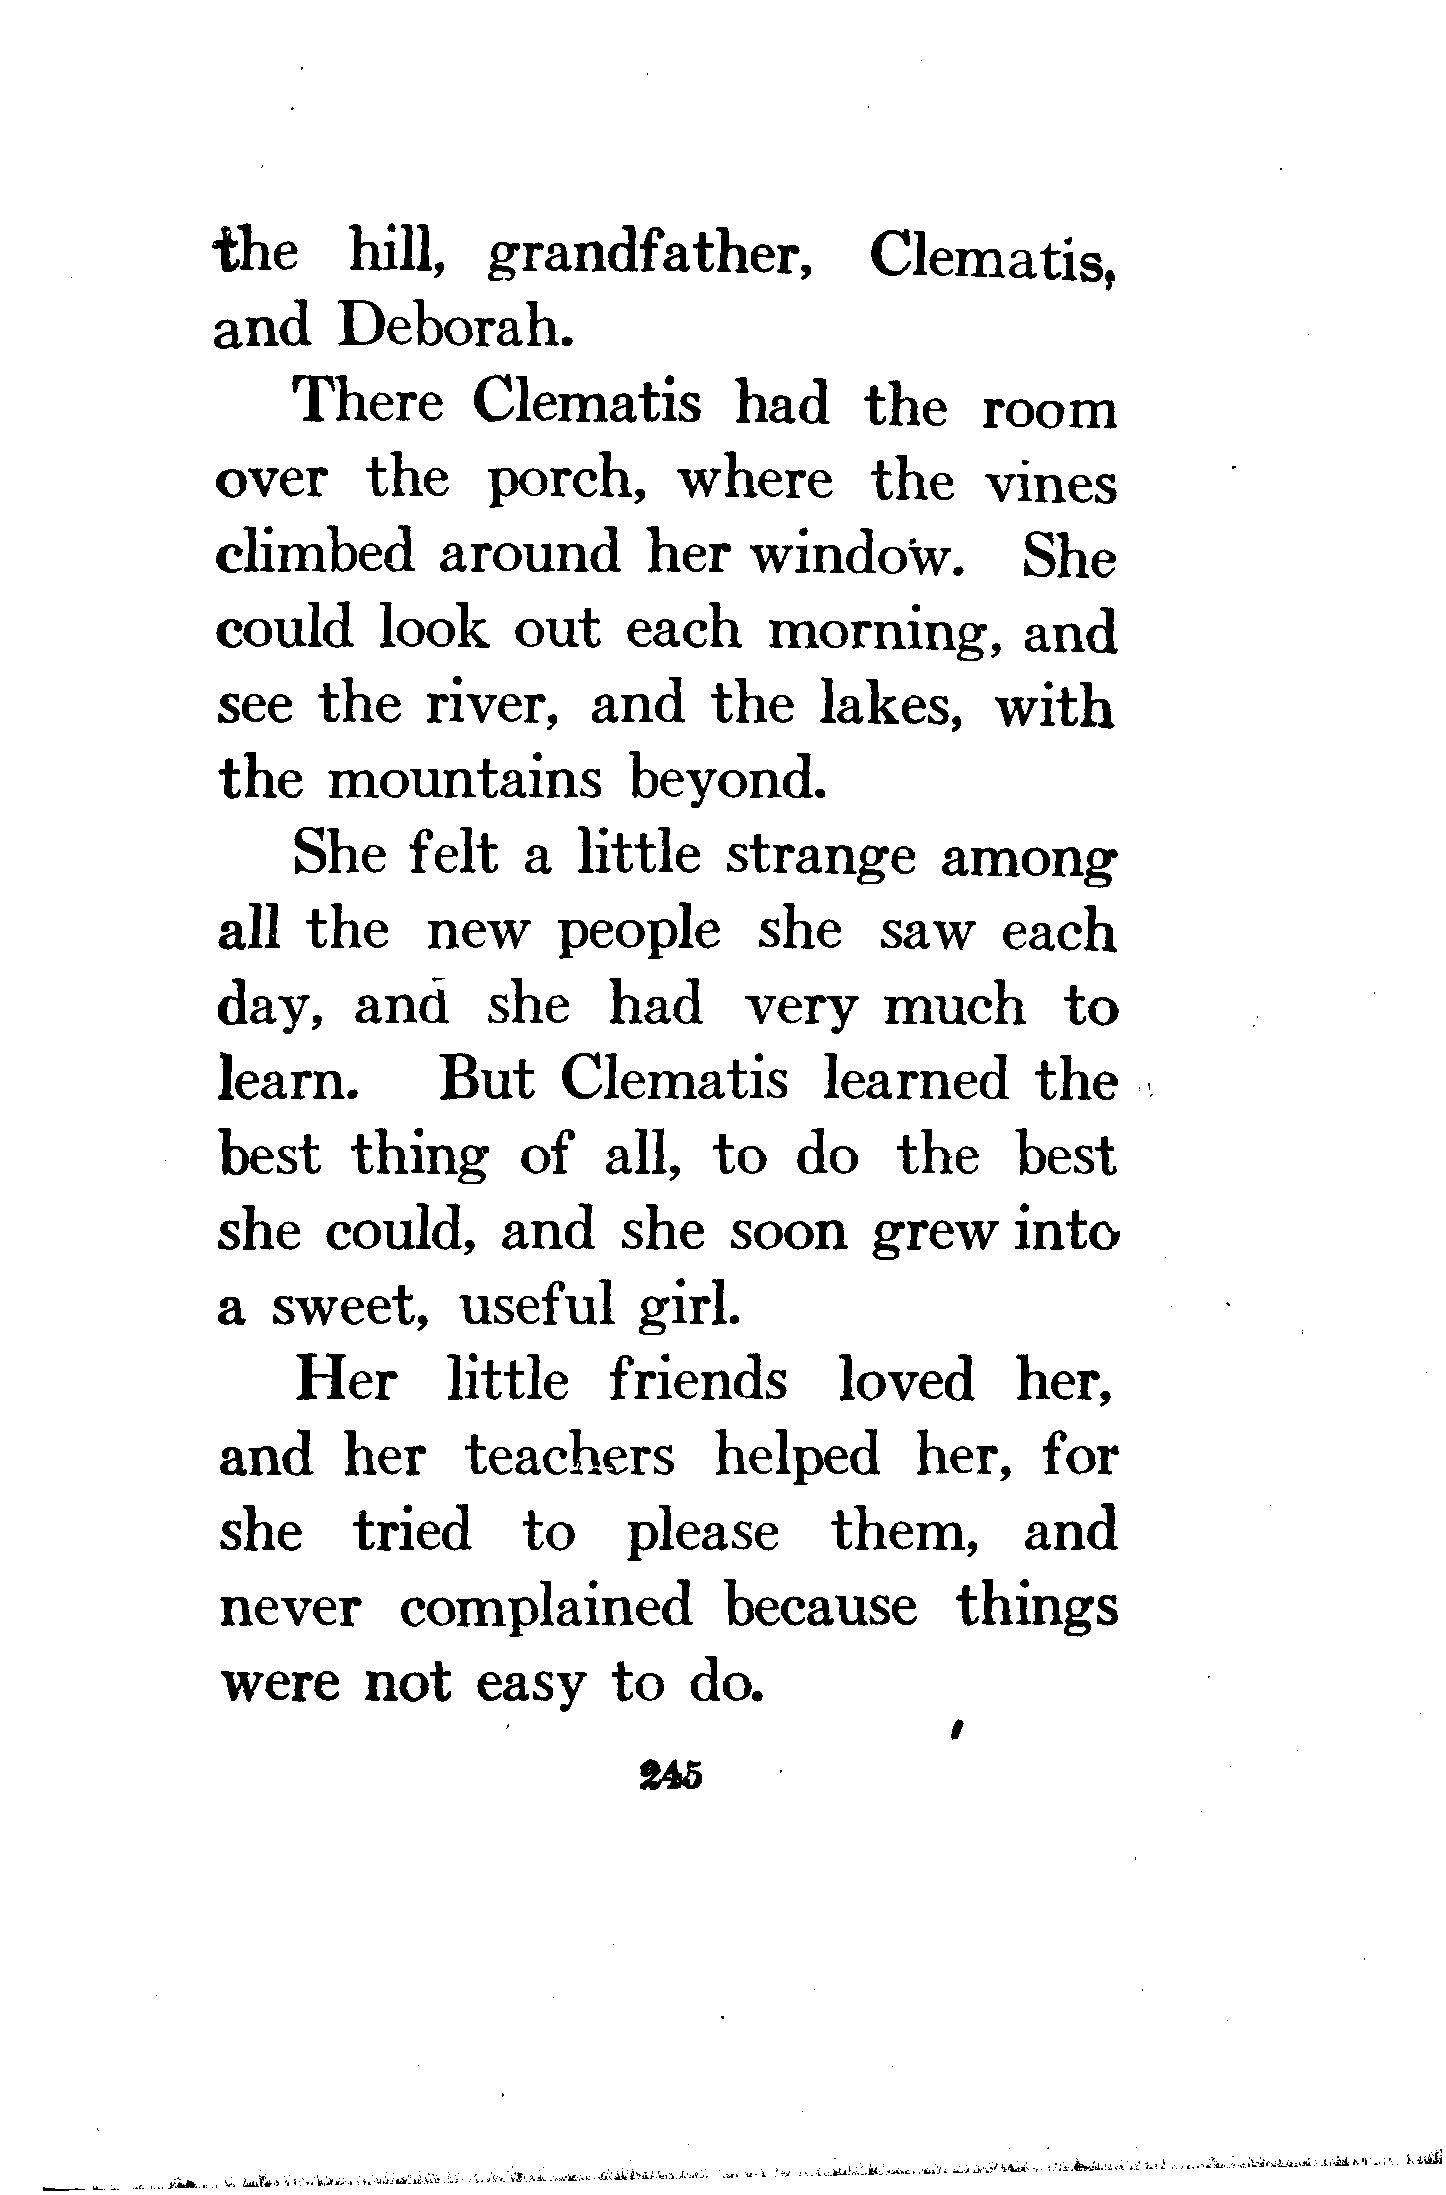 the hill, grandfather, Clematis,
and Deborah.
There Clematis had the room
over the porch, where the vines
climbed around her window. She
could look out each morning, and
see the river, and the lakes, with
the mountains beyond.
She felt a little strange among
all the new people she saw each
day, and she had very much to
learn. But Clematis learned the
best thing of all, to do the best
she could, and she soon grew into
a sweet, useful girl.
Her little friends loved her,
and her teachers helped her, for
she tried to please them, and
never complained because things
were not easy to do.
245